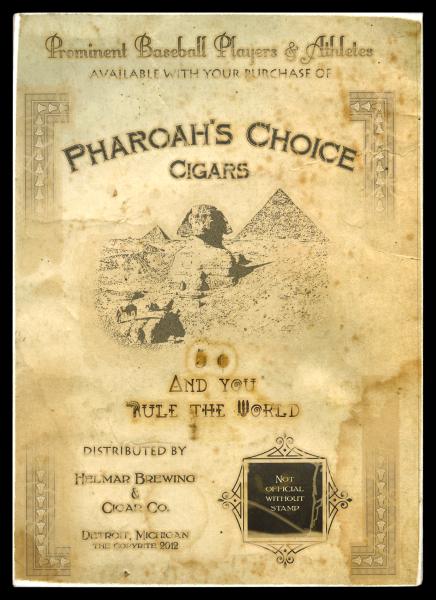 Prominent Baseball Players & Athletes
AVAILABLE WITH YOUR PURCHASE OF
PHAROAH'S CHOICE
CIGARS
AND YOU
RULE THE WORLD
DISTRIBUTED BY
HELMAR BREWING
&
CIGAR CO.
DETROIT, MICHIGAN
THE COPYRITE 2012
NOT
OFFICIAL
WITHOUT
STAMP